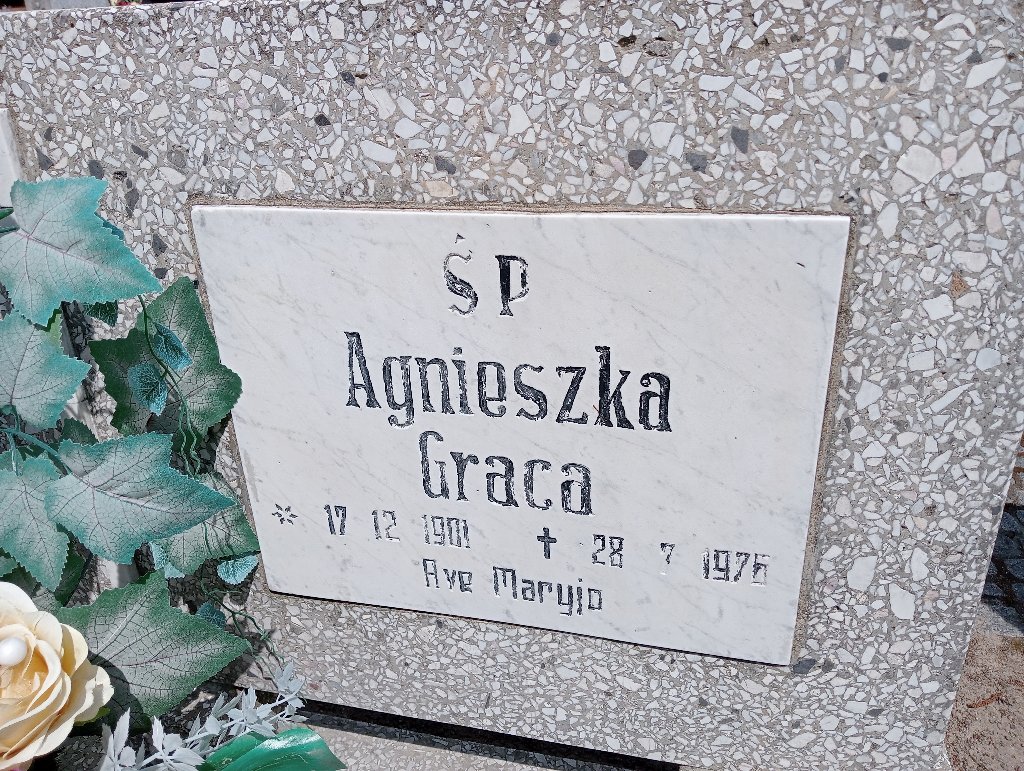 ŚP
Agnieszka
Graca
* 17 12 1901 ✝ 28 7 1976
Ave Maryjo